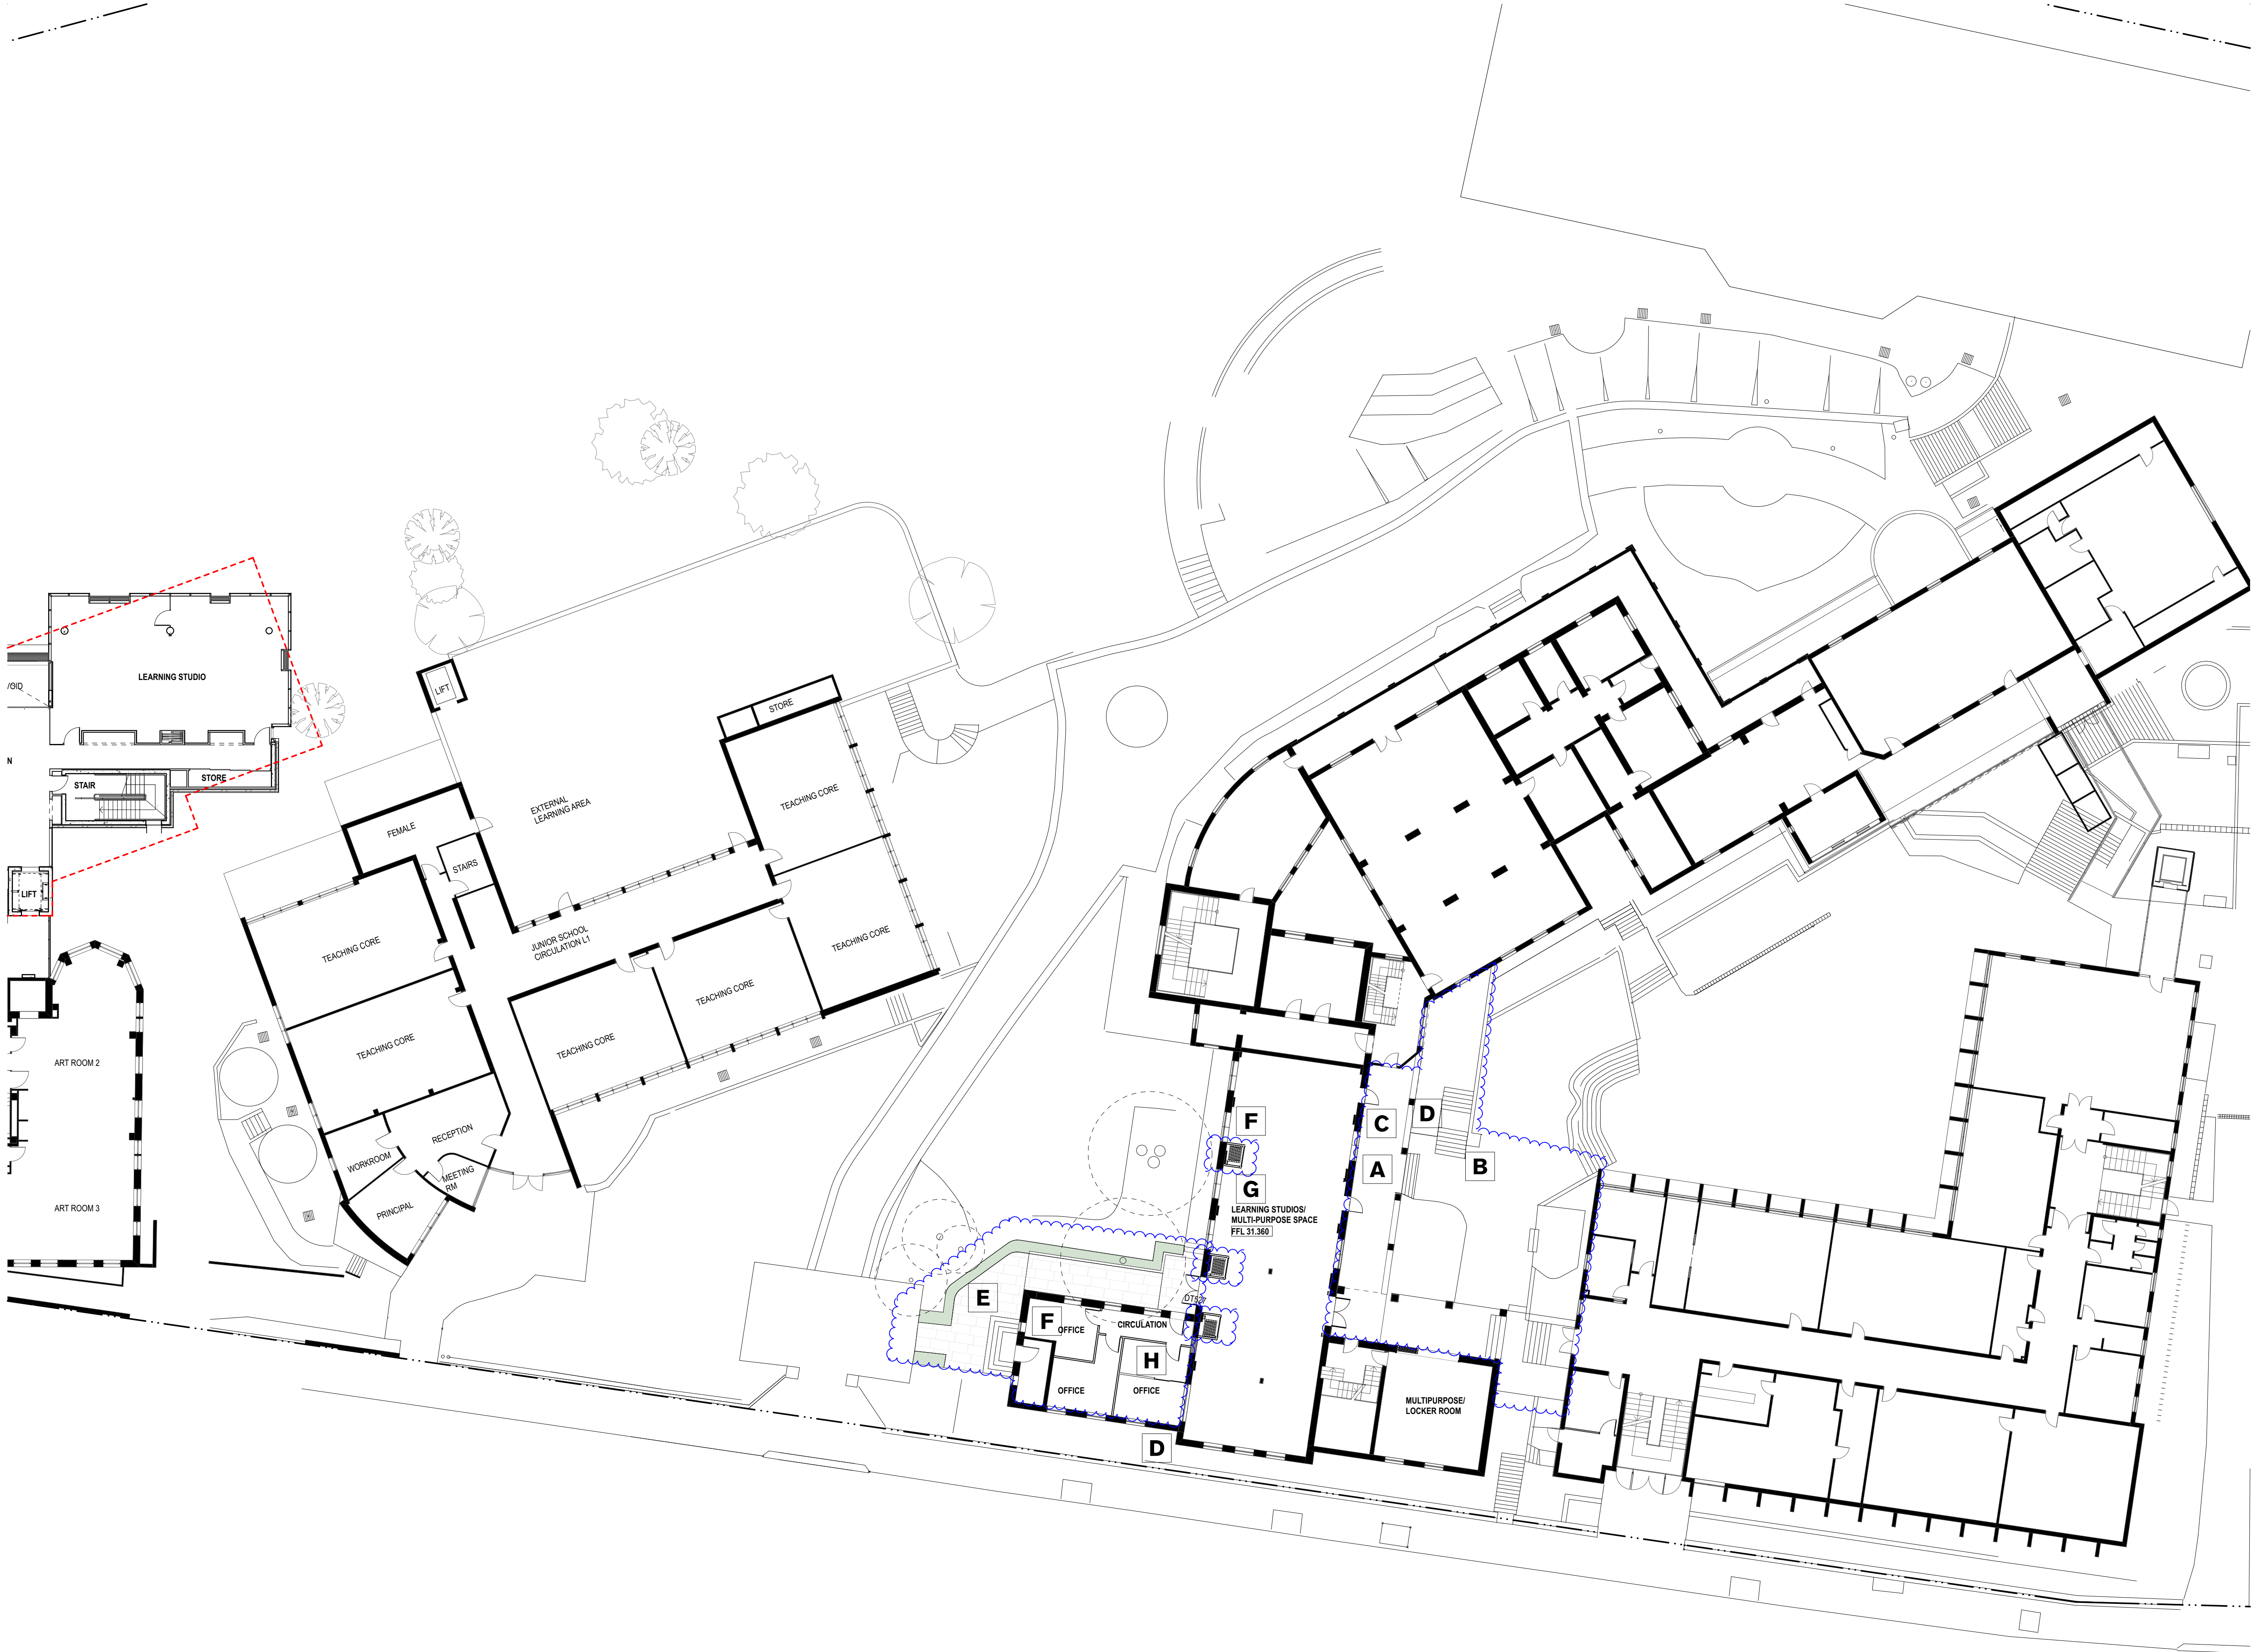 LEARNING STUDIO
/OID
N
STAIR
STORE
LIFT
ART ROOM 2
ART ROOM 3
LIFT
STORE
EXTERNAL
LEARNING AREA
TEACHING CORE
FEMALE
STAIRS
TEACHING CORE
JUNIOR SCHOOL
CIRCULATION L1
TEACHING CORE
TEACHING CORE
TEACHING CORE
TEACHING CORE
RECEPTION
WORKROOM
MEETING
RM
PRINCIPAL
F
C
D
A
B
G
LEARNING STUDIOS/
MULTI-PURPOSE SPACE
FFL 31.360
E
DT527
F
OFFICE
CIRCULATION
H
OFFICE
OFFICE
MULTIPURPOSE/
LOCKER ROOM
D